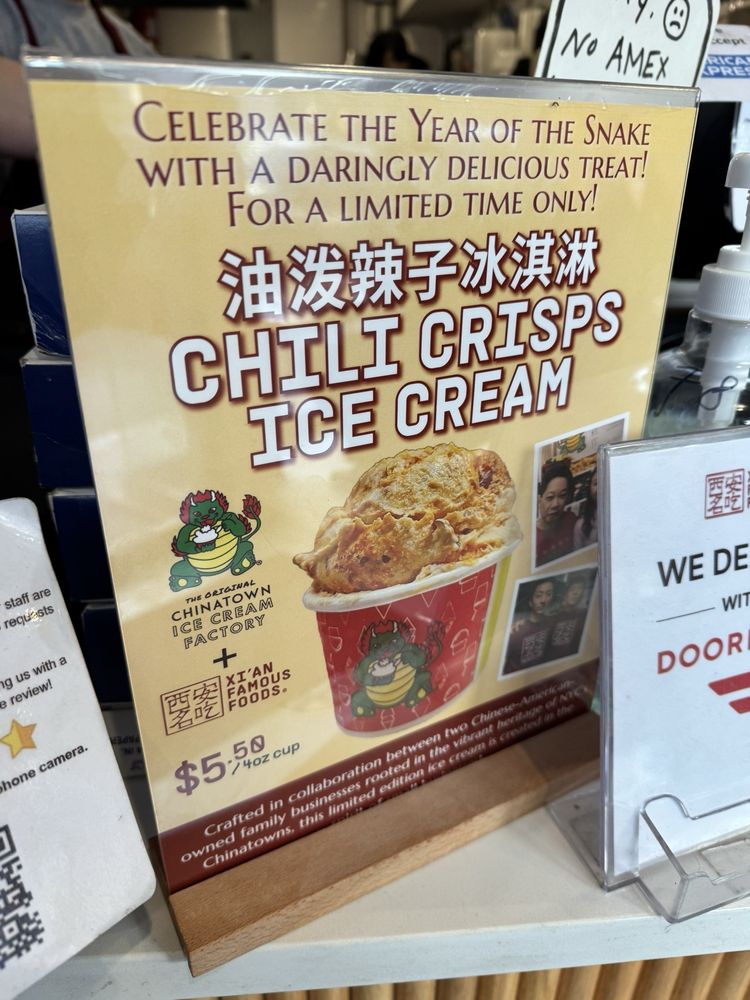 NO AMEX
CELEBRATE THE YEAR OF THE SNAKE
WITH A DARINGLY DELICIOUS TREAT!
FOR A LIMITED TIME ONLY!
油泼辣子冰淇淋
CHILI CRISPS
ICE CREAM
THE ORIGINAL
CHINATOWN
ICE CREAM
FACTORY
+
西安
名吃
XI'AN
FAMOUS
FOODS®
$5.50/4OZ CUP
Crafted in collaboration between two Chinese-American-
owned family businesses rooted in the vibrant heritage of NYC's
Chinatowns, this limited edition ice cream is created in the
staff are
requests
ng us with a
review!
phone camera.
西安
名吃
WE DE
WIT
DOOR